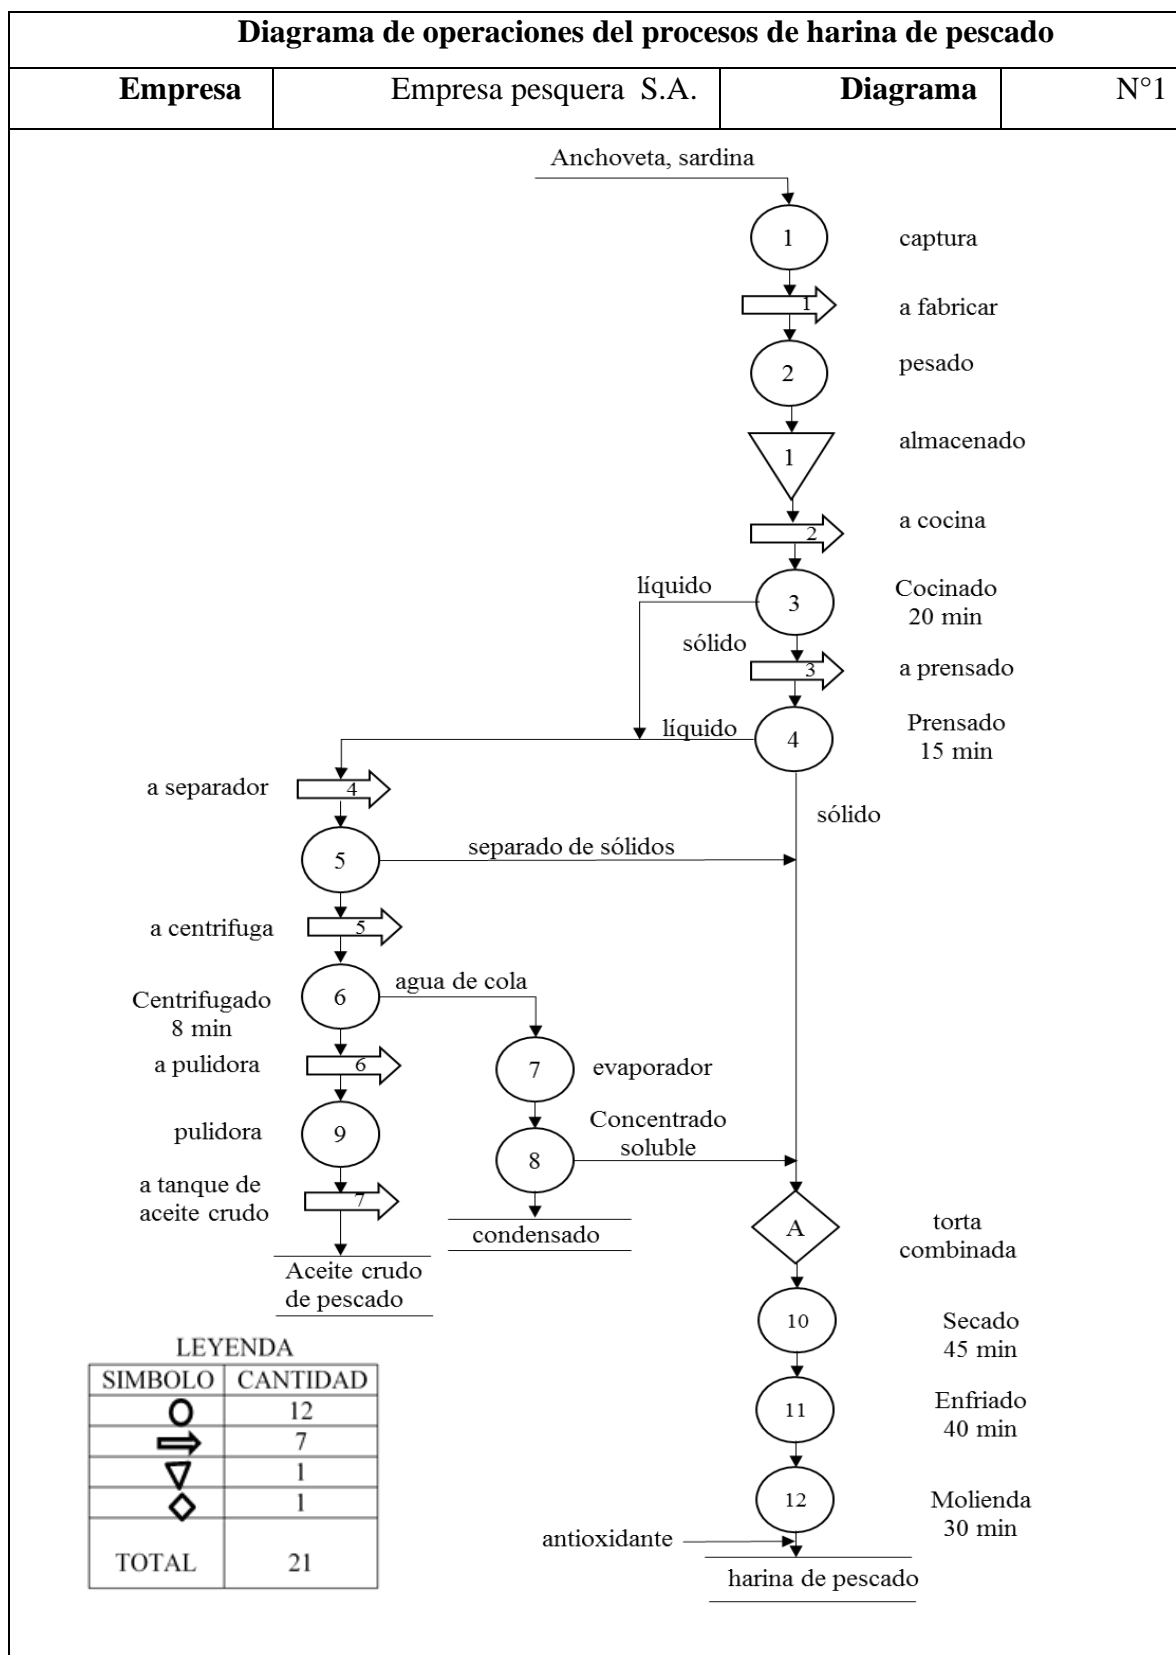 Diagrama de operaciones del procesos de harina de pescado
Empresa
Empresa pesquera S.A.
Diagrama
N°1
Anchoveta, sardina
1
captura
1
a fabricar
2
pesado
1
almacenado
2
a cocina
líquido
3
Cocinado
20 min
sólido
3
a prensado
líquido
4
Prensado
15 min
a separador
4
sólido
5
separado de sólidos
a centrifuga
5
Centrifugado
8 min
6
agua de cola
a pulidora
6
7
evaporador
pulidora
9
Concentrado
soluble
8
a tanque de
aceite crudo
7
condensado
A
torta
combinada
Aceite crudo
de pescado
10
Secado
45 min
11
Enfriado
40 min
12
Molienda
30 min
antioxidante
harina de pescado
LEYENDA
SIMBOLO CANTIDAD
12
7
1
1
TOTAL 21